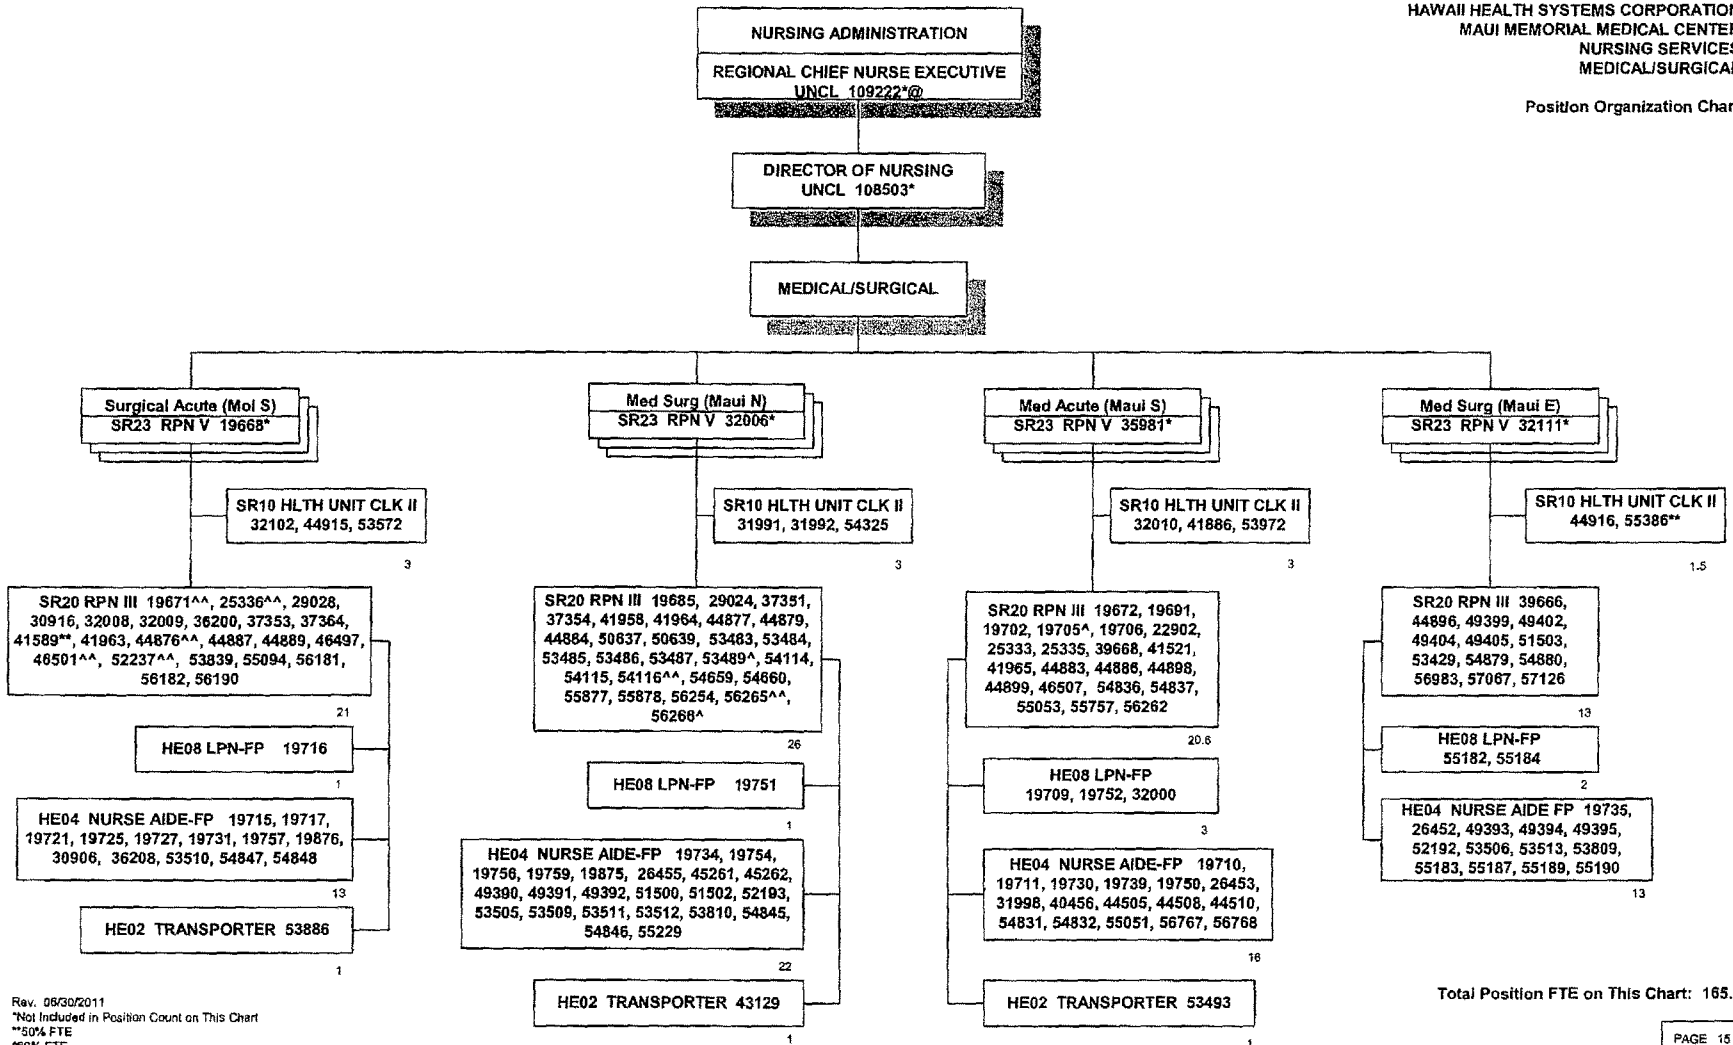 HAWAII HEALTH SYSTEMS CORPORATION
MAUI MEMORIAL MEDICAL CENTER
NURSING SERVICES
MEDICAL/SURGICAL
Position Organization Char
NURSING ADMINISTRATION
REGIONAL CHIEF NURSE EXECUTIVE
UNCL 109222*@
DIRECTOR OF NURSING
UNCL 108503*
MEDICAL/SURGICAL
Surgical Acute (Mol S)
SR23 RPN V 19668*
SR10 HLTH UNIT CLK II
32102, 44915, 53572
3
SR20 RPN III 19671^^, 25336^^, 29028,
30916, 32008, 32009, 36200, 37353, 37364,
41589**, 41963, 44876^^, 44887, 44889, 46497,
46501^^, 52237^^, 53839, 55094, 56181,
56182, 56190
21
HE08 LPN-FP 19716
1
HE04 NURSE AIDE-FP 19715, 19717,
19721, 19725, 19727, 19731, 19757, 19876,
30906, 36208, 53510, 54847, 54848
13
HE02 TRANSPORTER 53886
1
Med Surg (Maui N)
SR23 RPN V 32006*
SR10 HLTH UNIT CLK II
31991, 31992, 54325
3
SR20 RPN III 19685, 29024, 37351,
37354, 41958, 41964, 44877, 44879,
44884, 50637, 50639, 53483, 53484,
53485, 53486, 53487, 53489^, 54114,
54115, 54116^^, 54659, 54660,
55877, 55878, 56254, 56265^^,
56266^
26
HE08 LPN-FP 19751
1
HE04 NURSE AIDE-FP 19734, 19754,
19756, 19759, 19875, 26455, 45261, 45262,
49390, 49391, 49392, 51500, 51502, 52193,
53505, 53509, 53511, 53512, 53810, 54845,
54846, 55229
22
HE02 TRANSPORTER 43129
1
Med Acute (Maui S)
SR23 RPN V 35981*
SR10 HLTH UNIT CLK II
32010, 41886, 53972
3
SR20 RPN III 19672, 19691,
19702, 19705^, 19706, 22902,
25333, 25335, 39668, 41521,
41965, 44883, 44886, 44898,
44899, 46507, 54836, 54837,
55053, 55757, 56262
20.6
HE08 LPN-FP
19709, 19752, 32000
3
HE04 NURSE AIDE-FP 19710,
19711, 19730, 19739, 19750, 26453,
31998, 40456, 44505, 44508, 44510,
54831, 54832, 55051, 56767, 56768
16
HE02 TRANSPORTER 53493
1
Med Surg (Maui E)
SR23 RPN V 32111*
SR10 HLTH UNIT CLK II
44916, 55386**
1.5
SR20 RPN III 39666,
44896, 49399, 49402,
49404, 49405, 51503,
53429, 54879, 54880,
56983, 57067, 57126
13
HE08 LPN-FP
55182, 55184
2
HE04 NURSE AIDE FP 19735,
26452, 49393, 49394, 49395,
52192, 53506, 53513, 53809,
55183, 55187, 55189, 55190
13
Rev. 06/30/2011
*Not Included in Position Count on This Chart
**50% FTE
Total Position FTE on This Chart: 165.
PAGE 15